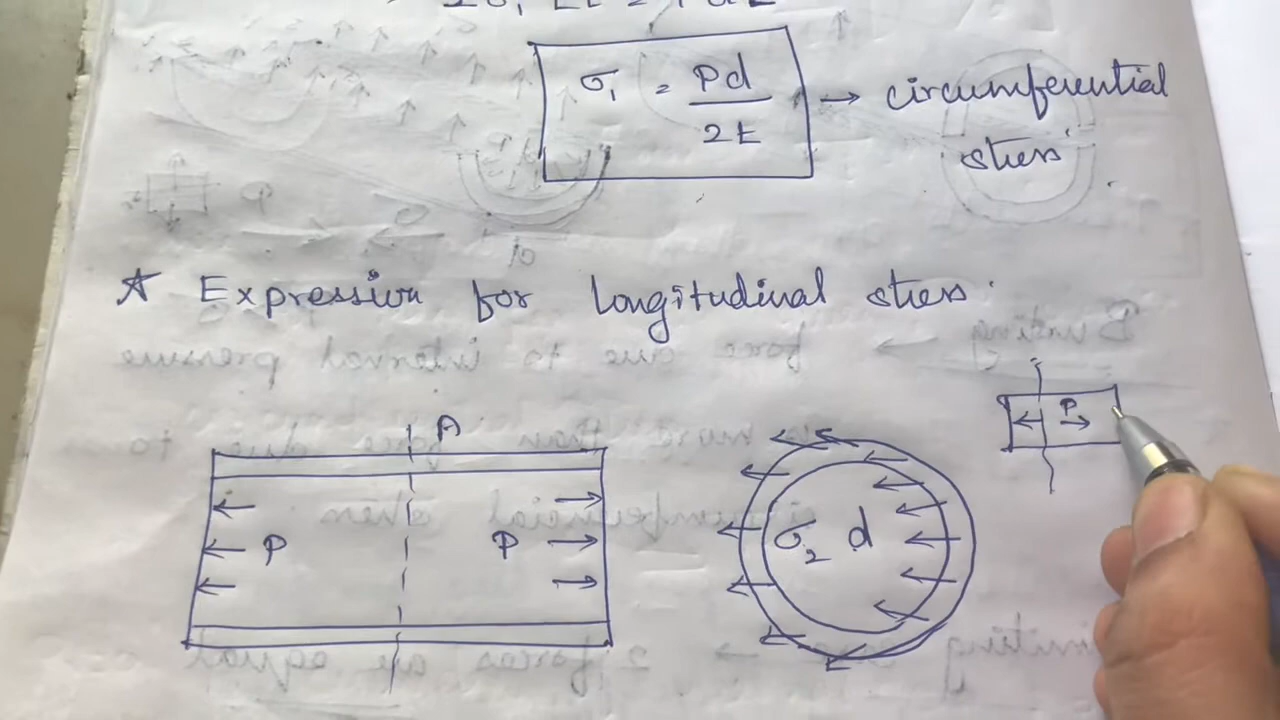 σ₁ = Pd / 2t → circumferential stress
☆ Expression for longitudinal stress.
A
P
P P
σ₂ d